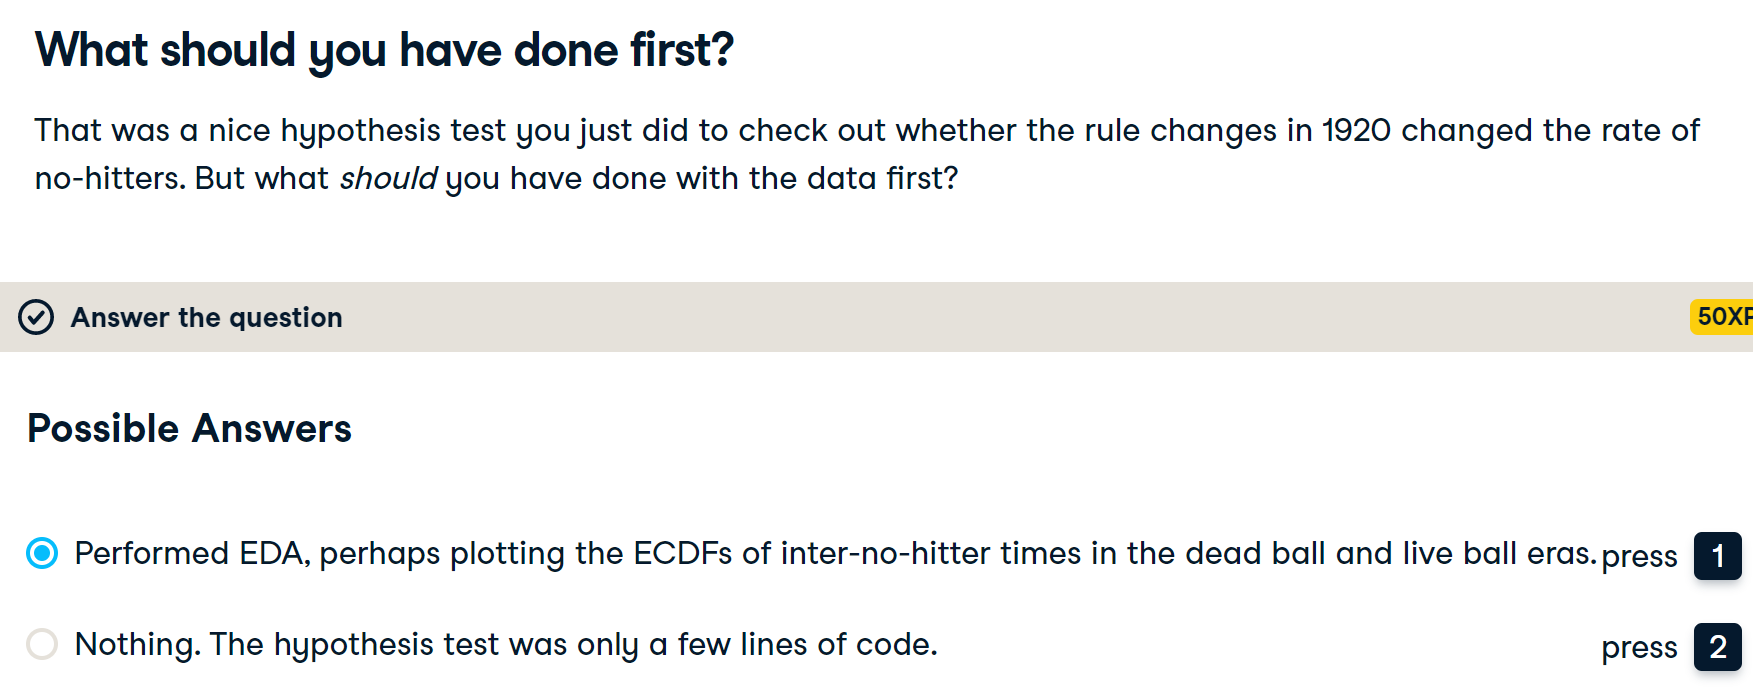 What should you have done first?
That was a nice hypothesis test you just did to check out whether the rule changes in 1920 changed the rate of
no-hitters. But what should you have done with the data first?
Answer the question
50XP
Possible Answers
Performed EDA, perhaps plotting the ECDFs of inter-no-hitter times in the dead ball and live ball eras. press 1
Nothing. The hypothesis test was only a few lines of code. press 2